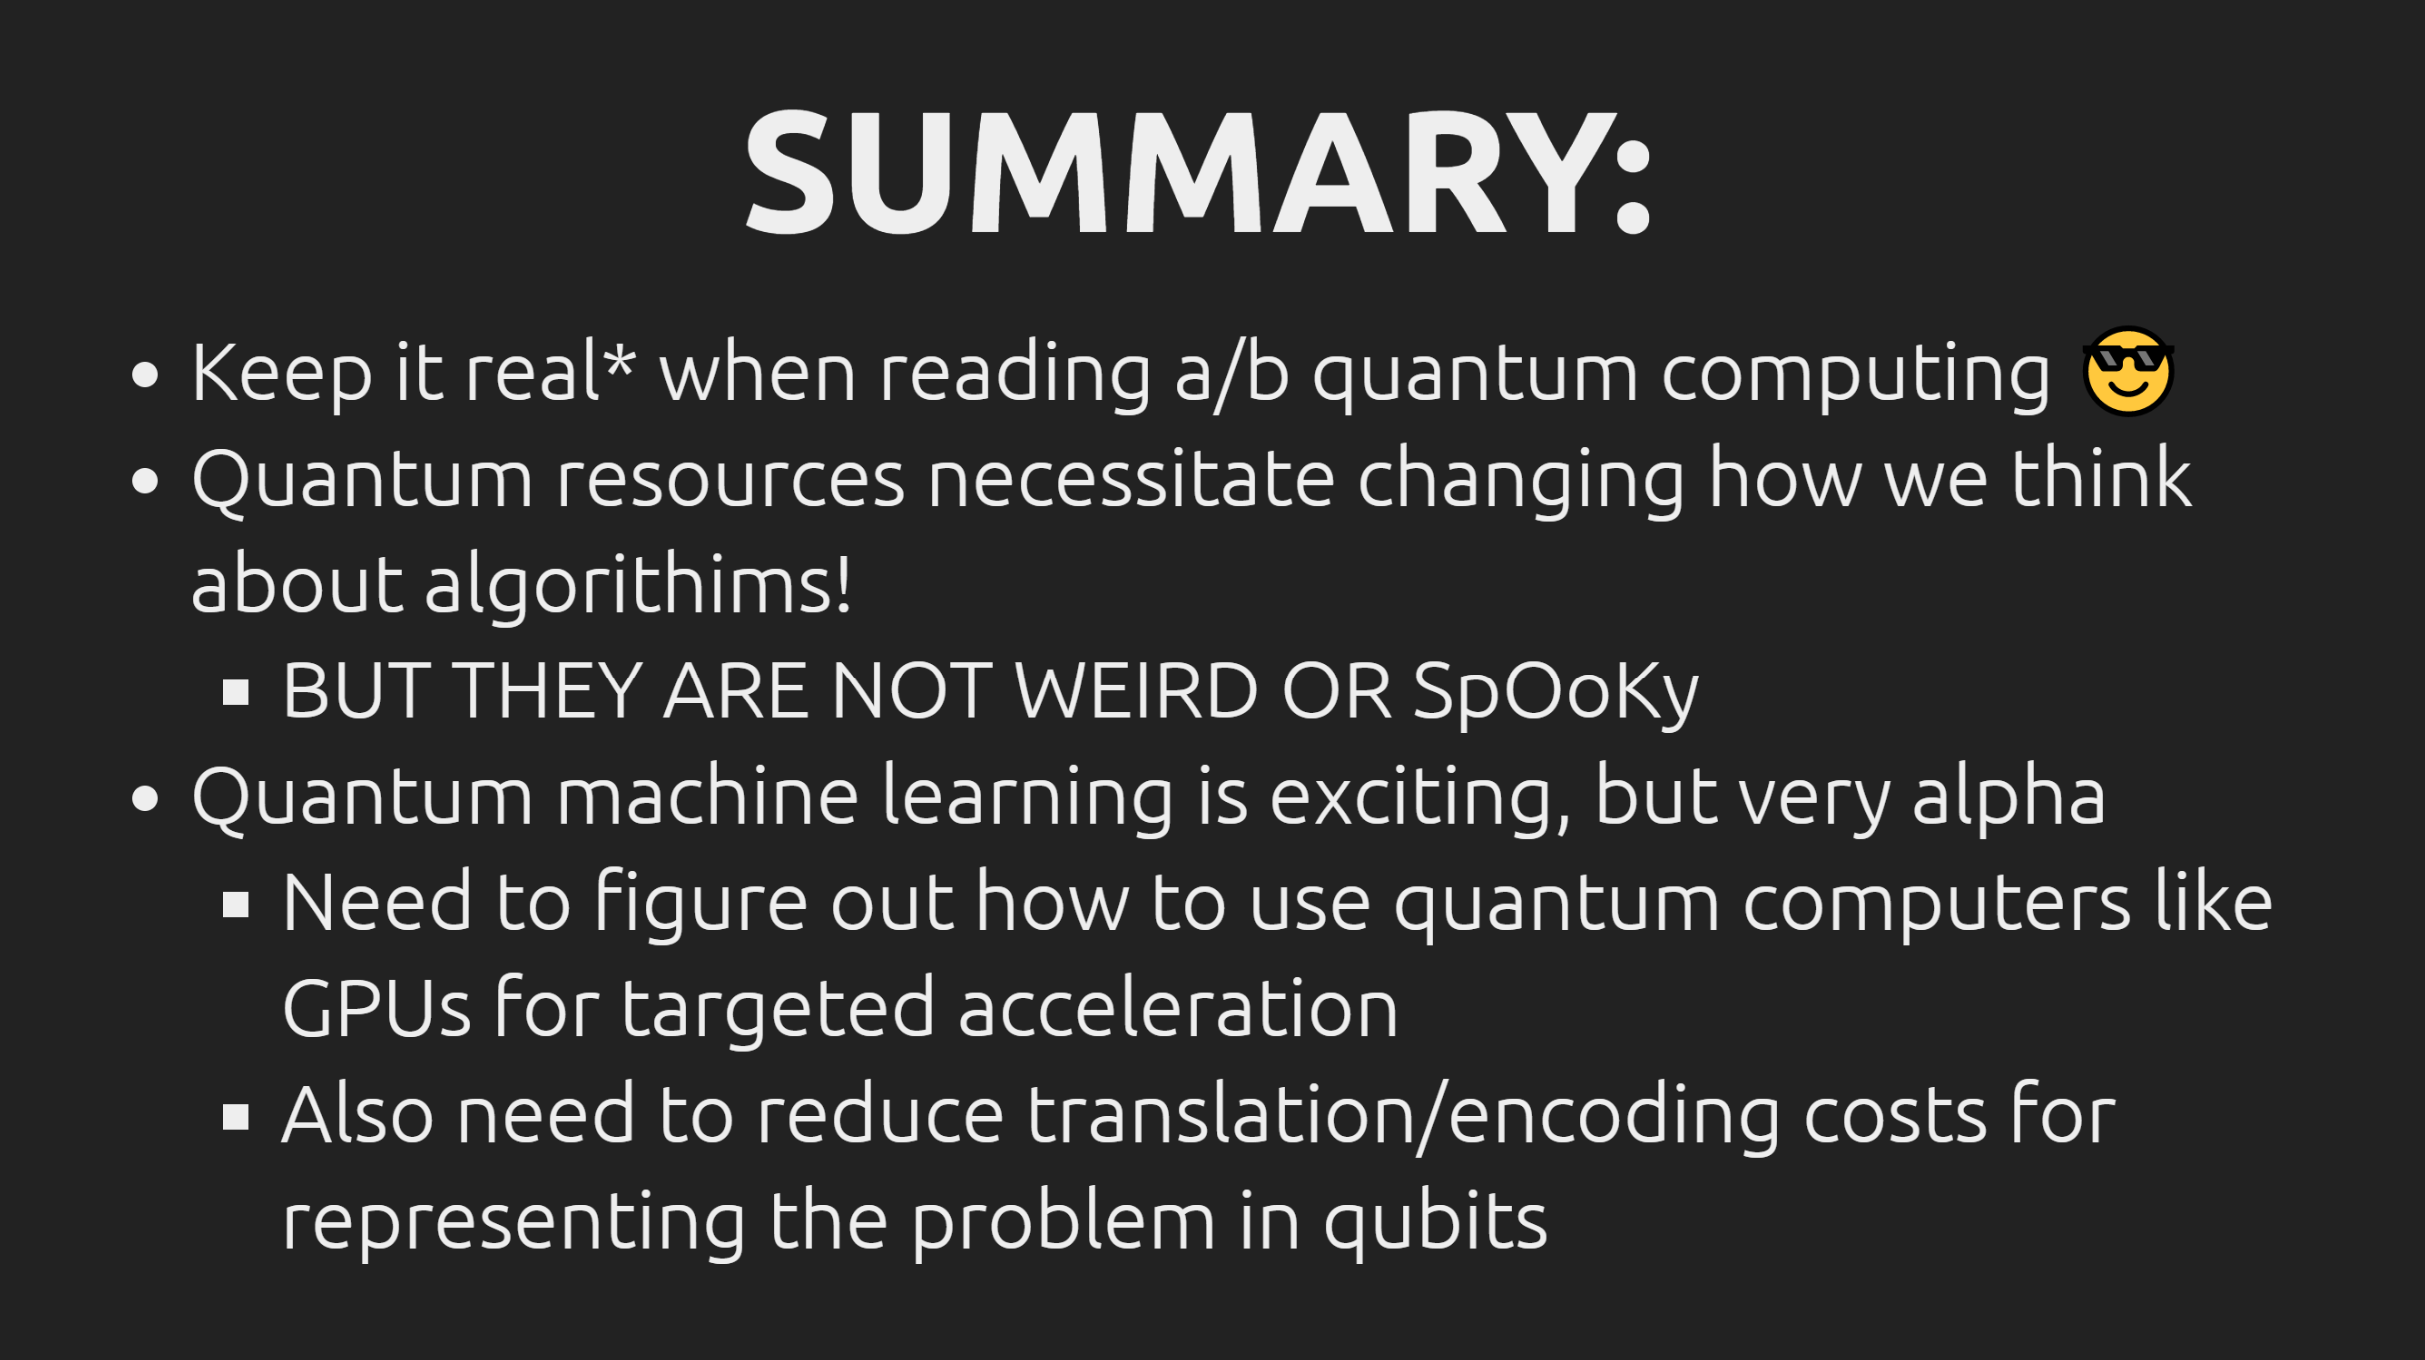 SUMMARY:
• Keep it real* when reading a/b quantum computing 😎
• Quantum resources necessitate changing how we think
about algorithims!
▪ BUT THEY ARE NOT WEIRD OR SpOoKy
• Quantum machine learning is exciting, but very alpha
▪ Need to figure out how to use quantum computers like
GPUs for targeted acceleration
▪ Also need to reduce translation/encoding costs for
representing the problem in qubits